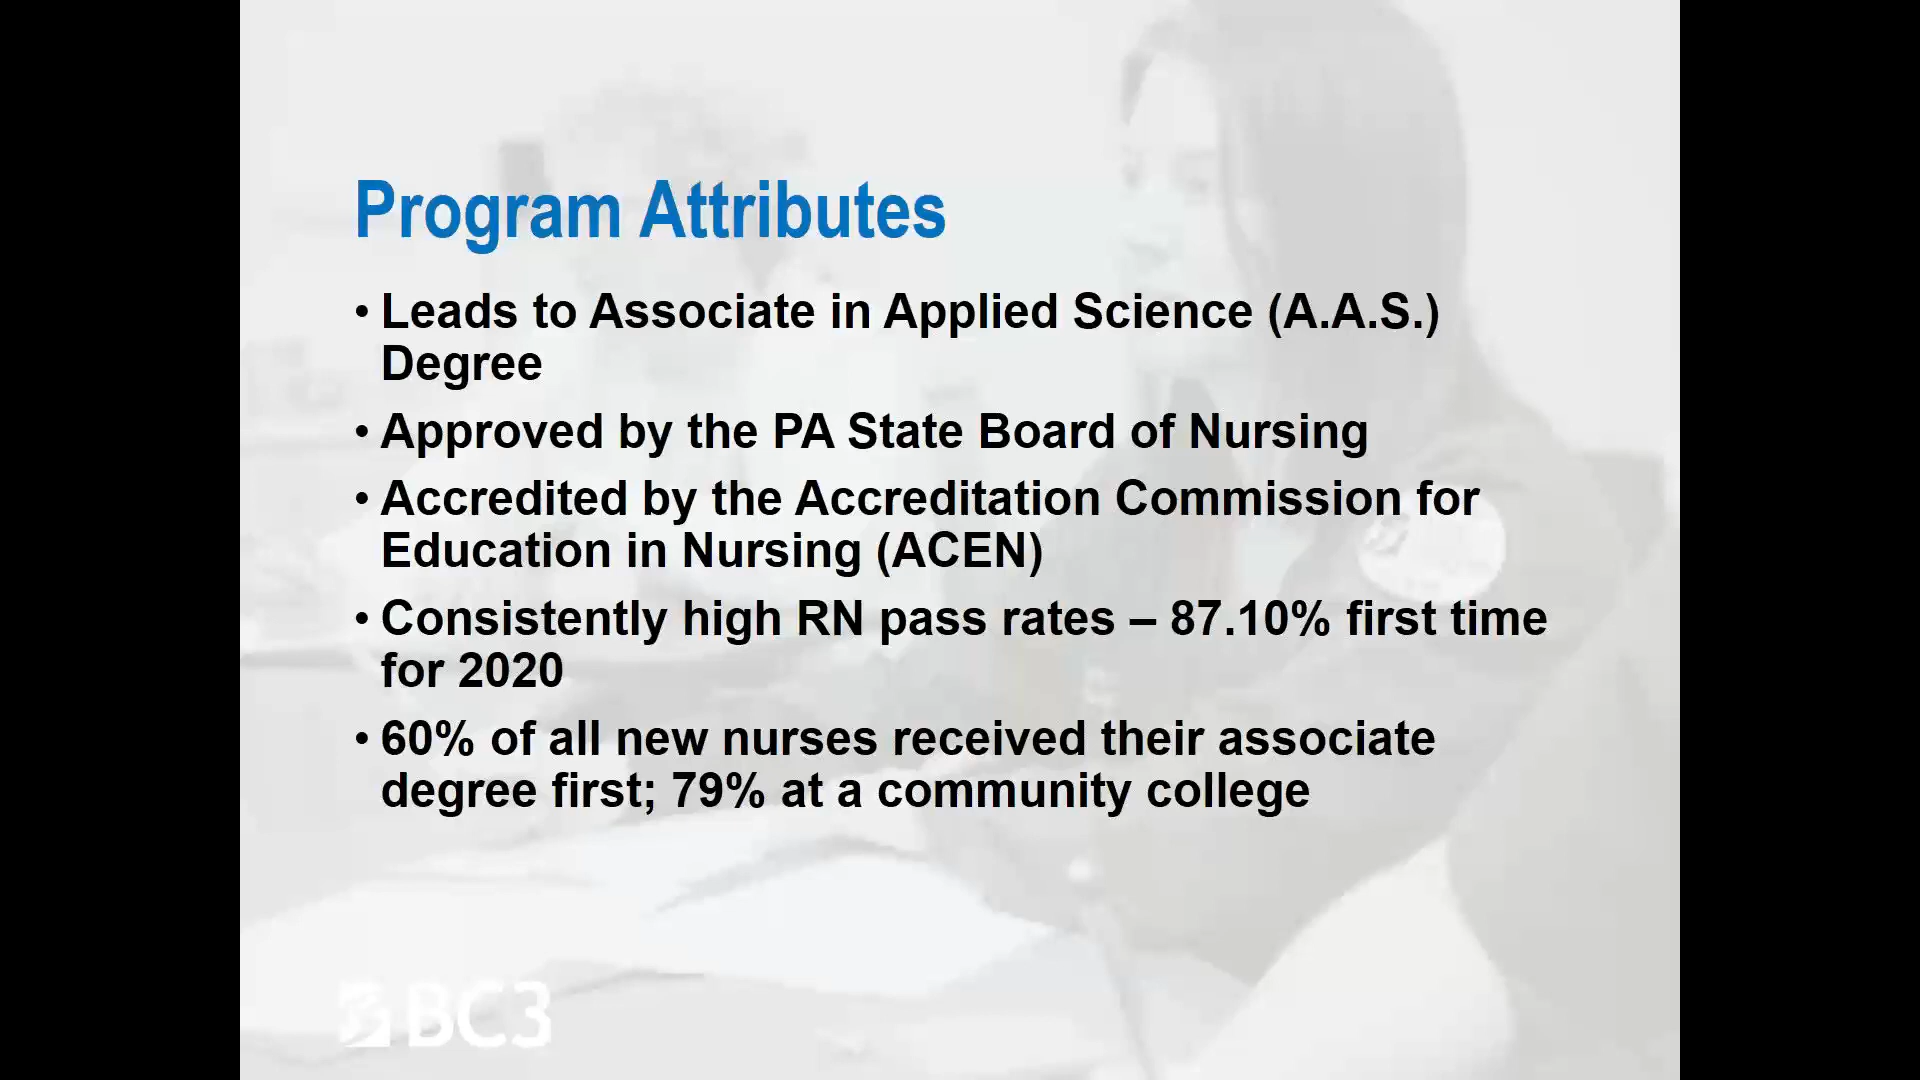 Program Attributes
• Leads to Associate in Applied Science (A.A.S.)
Degree
• Approved by the PA State Board of Nursing
• Accredited by the Accreditation Commission for
Education in Nursing (ACEN)
• Consistently high RN pass rates – 87.10% first time
for 2020
• 60% of all new nurses received their associate
degree first; 79% at a community college
BC3